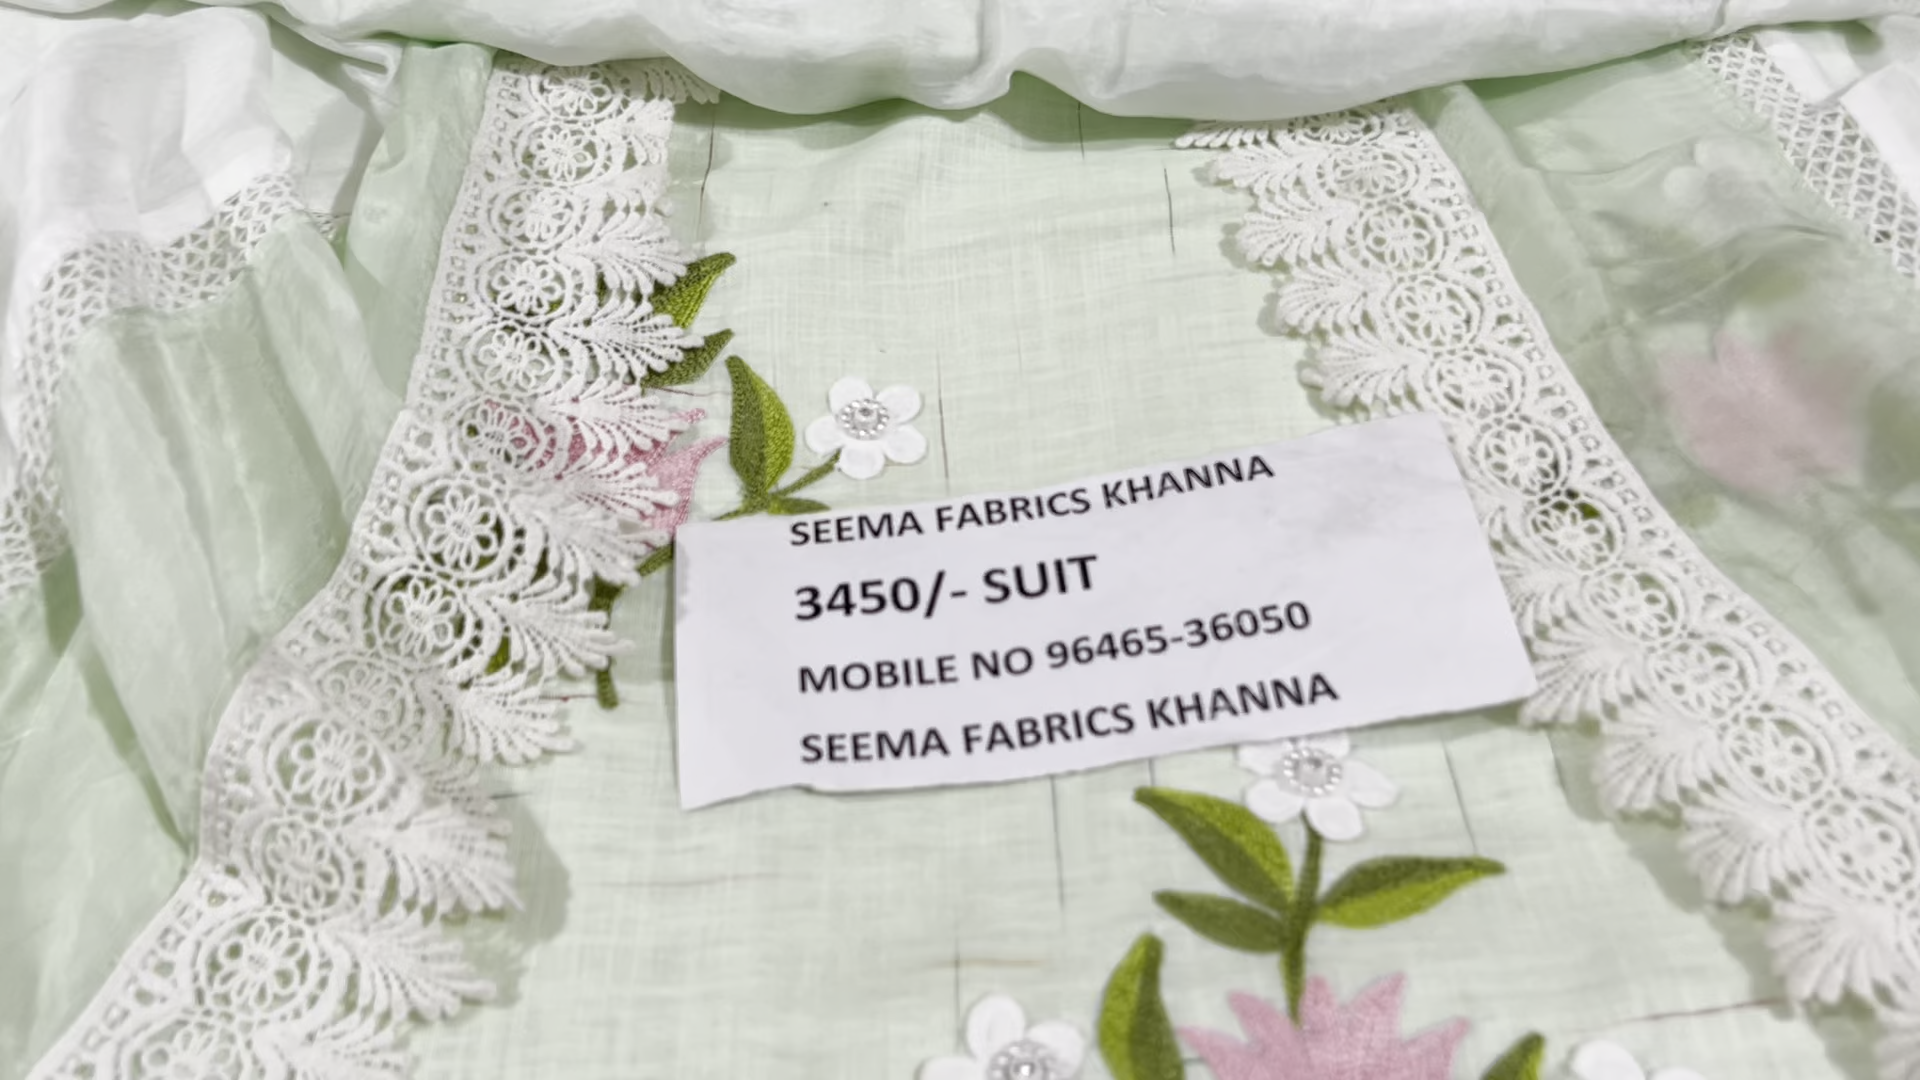 SEEMA FABRICS KHANNA
3450/- SUIT
MOBILE NO 96465-36050
SEEMA FABRICS KHANNA